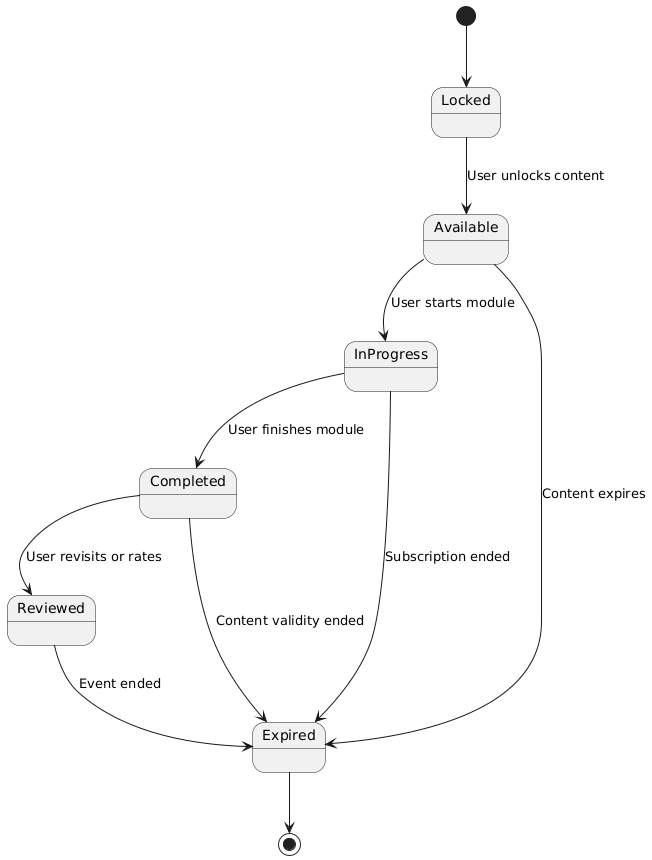 Locked
User unlocks content
Available
User starts module
InProgress
User finishes module
Completed
Content expires
User revisits or rates
Subscription ended
Reviewed
Content validity ended
Event ended
Expired